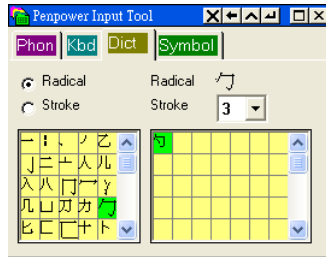 Penpower Input Tool
Phon Kbd Dict Symbol
Radical Radical 勹
Stroke Stroke 3
一 丨 丶 丿 乙 勺
亅 二 亠 人 儿
入 八 冂 冖 冫
几 凵 刀 力 勹
匕 匚 匸 十 卜